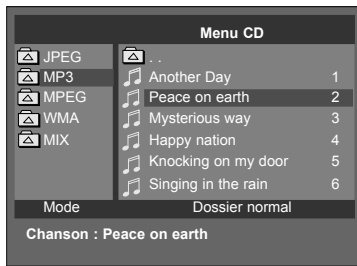 Menu CD
JPEG
MP3
MPEG
WMA
MIX
. .
Another Day 1
Peace on earth 2
Mysterious way 3
Happy nation 4
Knocking on my door 5
Singing in the rain 6
Mode Dossier normal
Chanson : Peace on earth